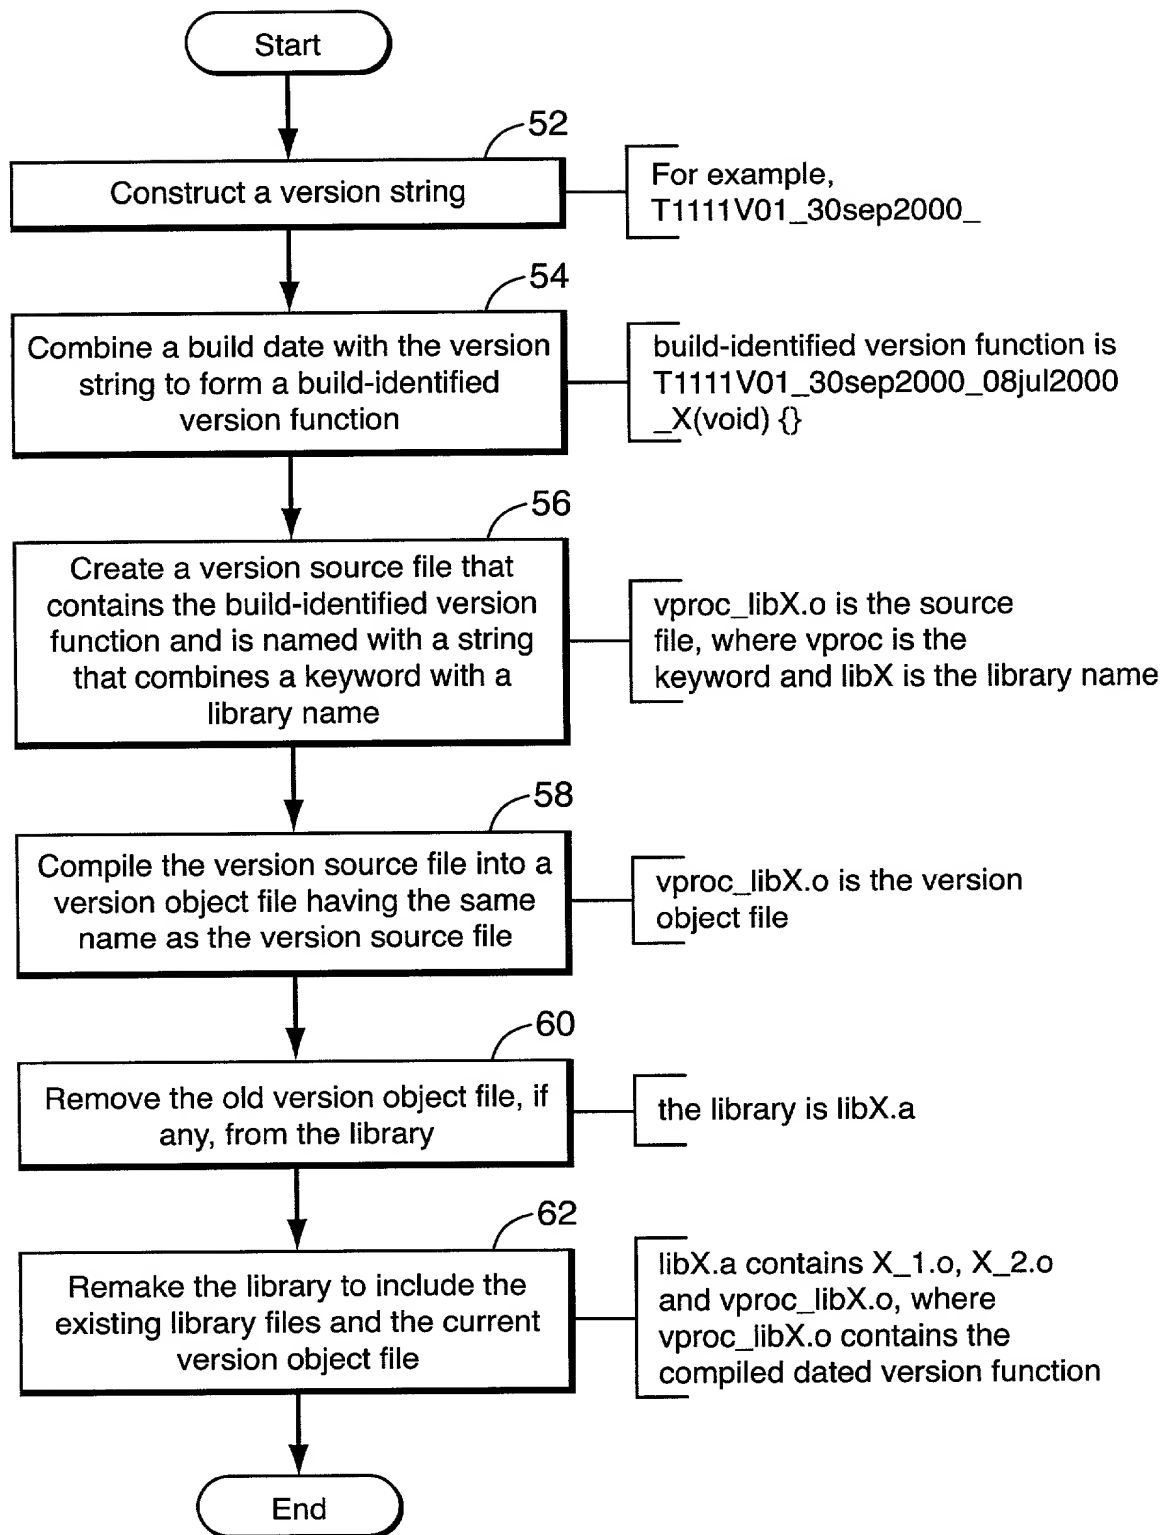 Start
52
Construct a version string
For example,
T1111V01_30sep2000_
54
Combine a build date with the version
string to form a build-identified
version function
build-identified version function is
T1111V01_30sep2000_08jul2000
_X(void) {}
56
Create a version source file that
contains the build-identified version
function and is named with a string
that combines a keyword with a
library name
vproc_libX.o is the source
file, where vproc is the
keyword and libX is the library name
58
Compile the version source file into a
version object file having the same
name as the version source file
vproc_libX.o is the version
object file
60
Remove the old version object file, if
any, from the library
the library is libX.a
62
Remake the library to include the
existing library files and the current
version object file
libX.a contains X_1.o, X_2.o
and vproc_libX.o, where
vproc_libX.o contains the
compiled dated version function
End